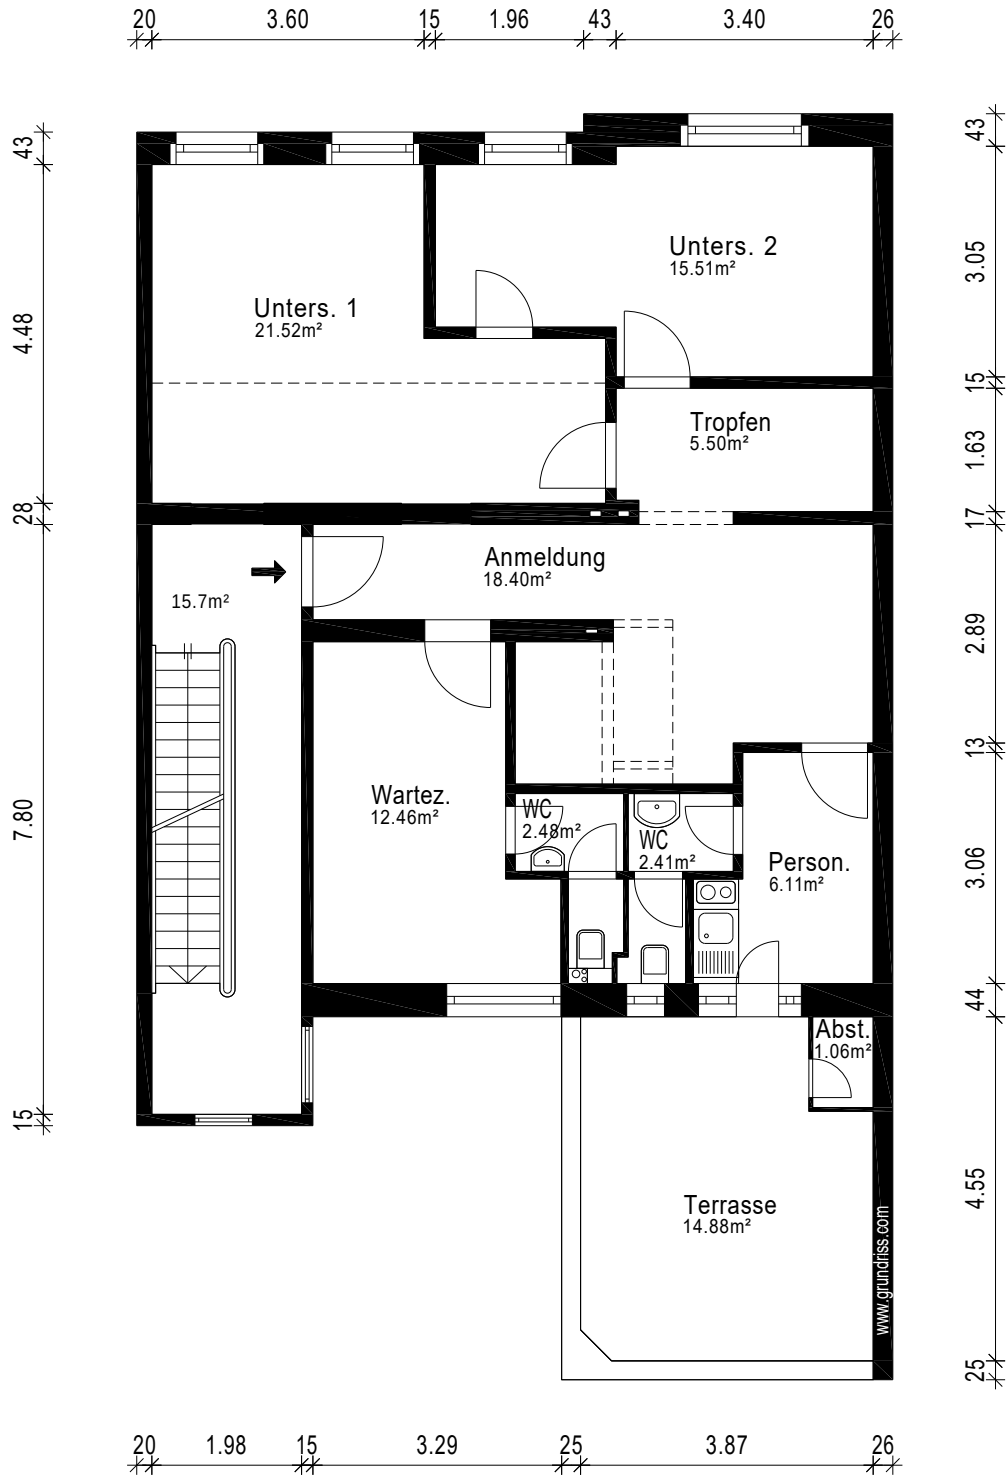 20 3.60 15 1.96 43 3.40 26
43
4.48
28
7.80
15
43
3.05
15
1.63
17
2.89
13
3.06
44
4.55
25
Unters. 1
21.52m²
Unters. 2
15.51m²
Tropfen
5.50m²
Anmeldung
18.40m²
15.7m²
Wartez.
12.46m²
WC
2.48m²
WC
2.41m²
Person.
6.11m²
Abst.
1.06m²
Terrasse
14.88m²
www.grundriss.com
20 1.98 15 3.29 25 3.87 26